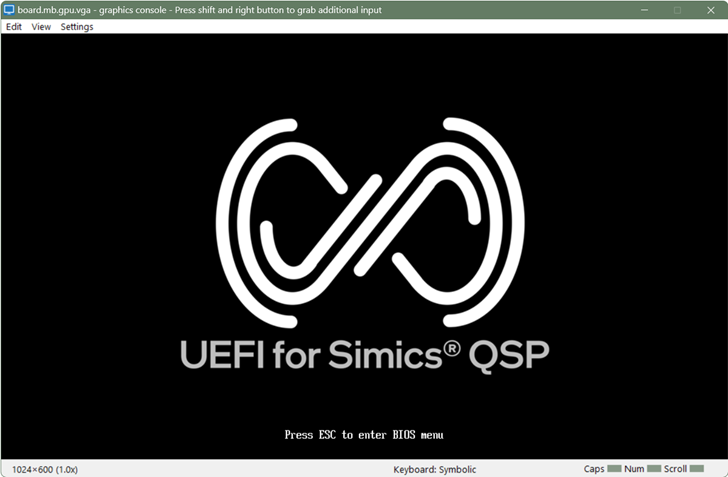 board.mb.gpu.vga - graphics console - Press shift and right button to grab additional input
Edit View Settings
UEFI for Simics® QSP
Press ESC to enter BIOS menu
1024×600 (1.0x) Keyboard: Symbolic Caps Num Scroll